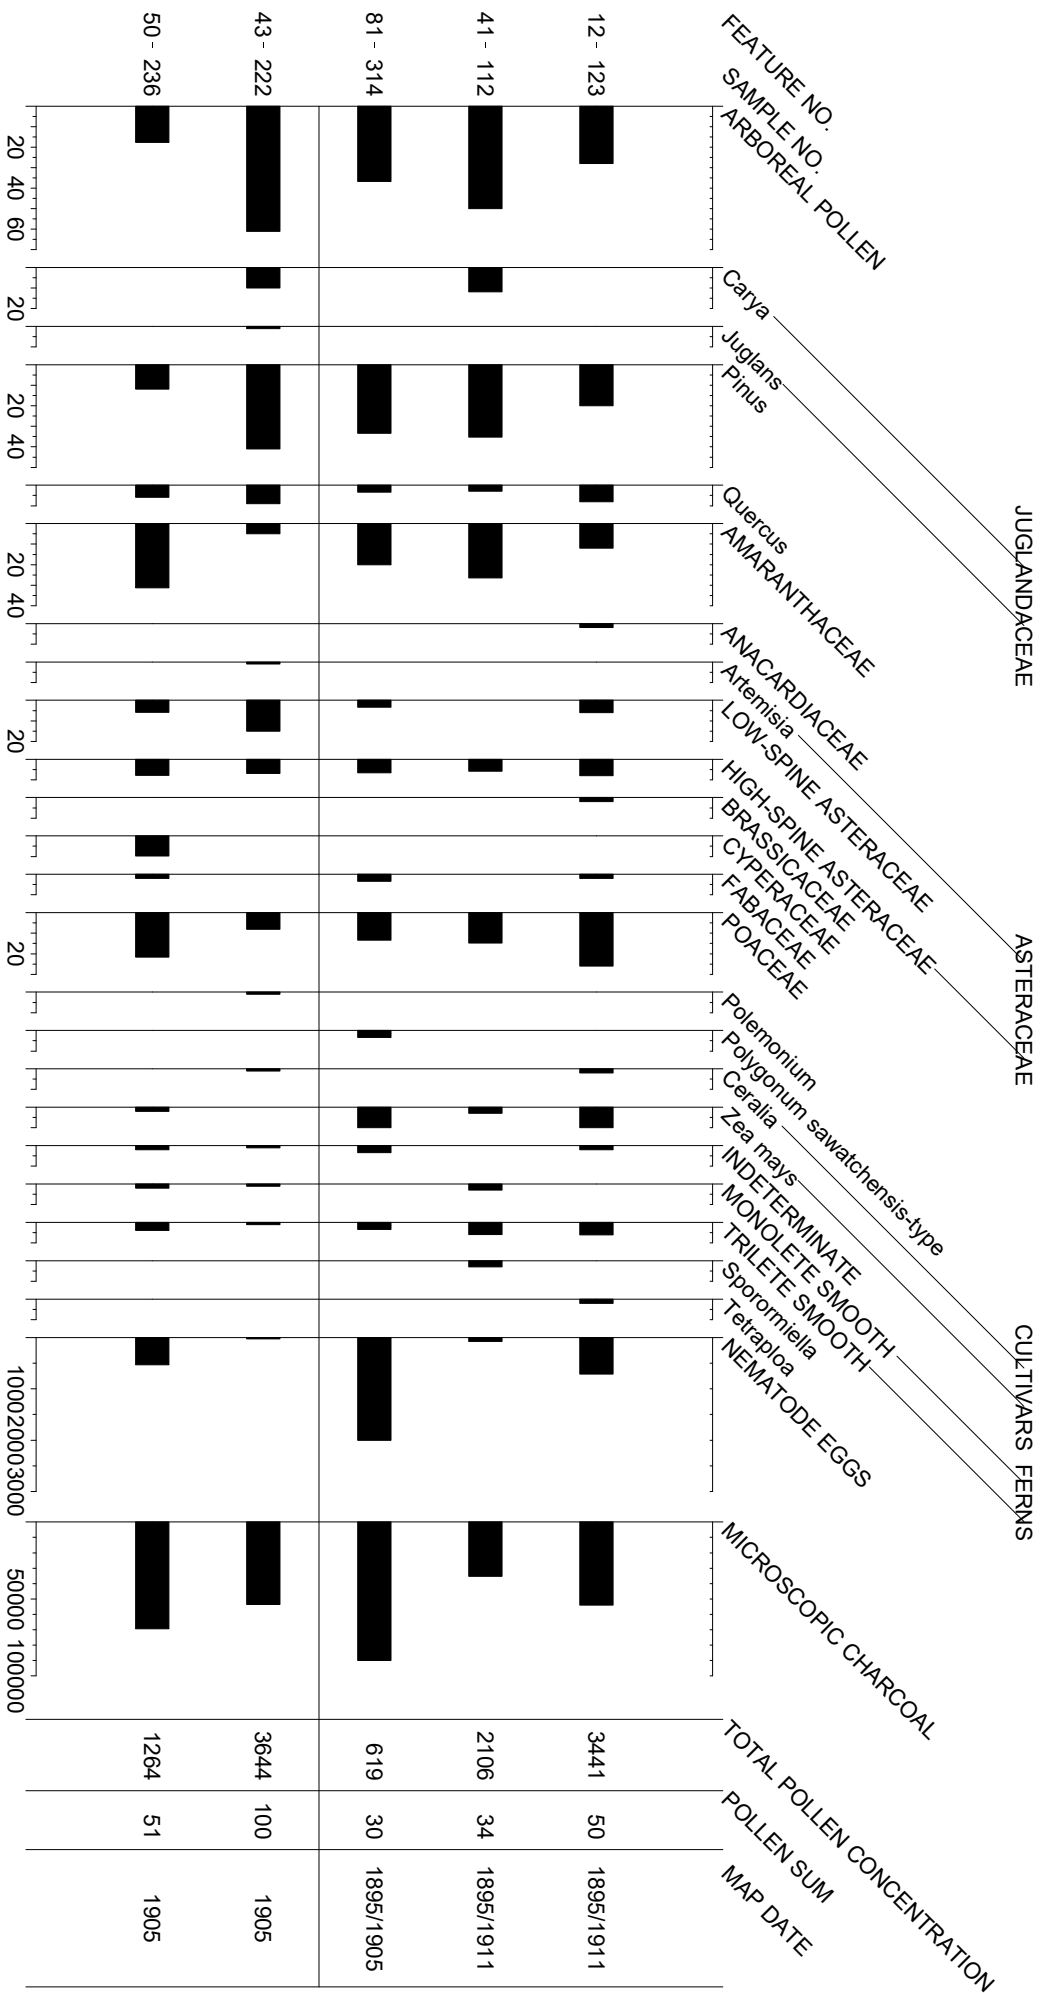 JUGLANDACEAE
ASTERACEAE
CULTIVARS
FERNS
FEATURE NO.
SAMPLE NO.
ARBOREAL POLLEN
Carya
Juglans
Pinus
Quercus
AMARANTHACEAE
ANACARDIACEAE
Artemisia
LOW-SPINE ASTERACEAE
HIGH-SPINE ASTERACEAE
BRASSICACEAE
CYPERACEAE
FABACEAE
POACEAE
Polemonium
Polygonum sawatchensis-type
Ceralia
Zea mays
INDETERMINATE
MONOLETE SMOOTH
TRILETE SMOOTH
Sporormiella
Tetraploa
NEMATODE EGGS
MICROSCOPIC CHARCOAL
TOTAL POLLEN CONCENTRATION
POLLEN SUM
MAP DATE
12 - 123 3441 50 1895/1911
41 - 112 2106 34 1895/1911
81 - 314 619 30 1895/1905
43 - 222 3644 100 1905
50 - 236 1264 51 1905
20 40 60 20 20 40 20 40 20 20 1000 2000 3000 50000 100000